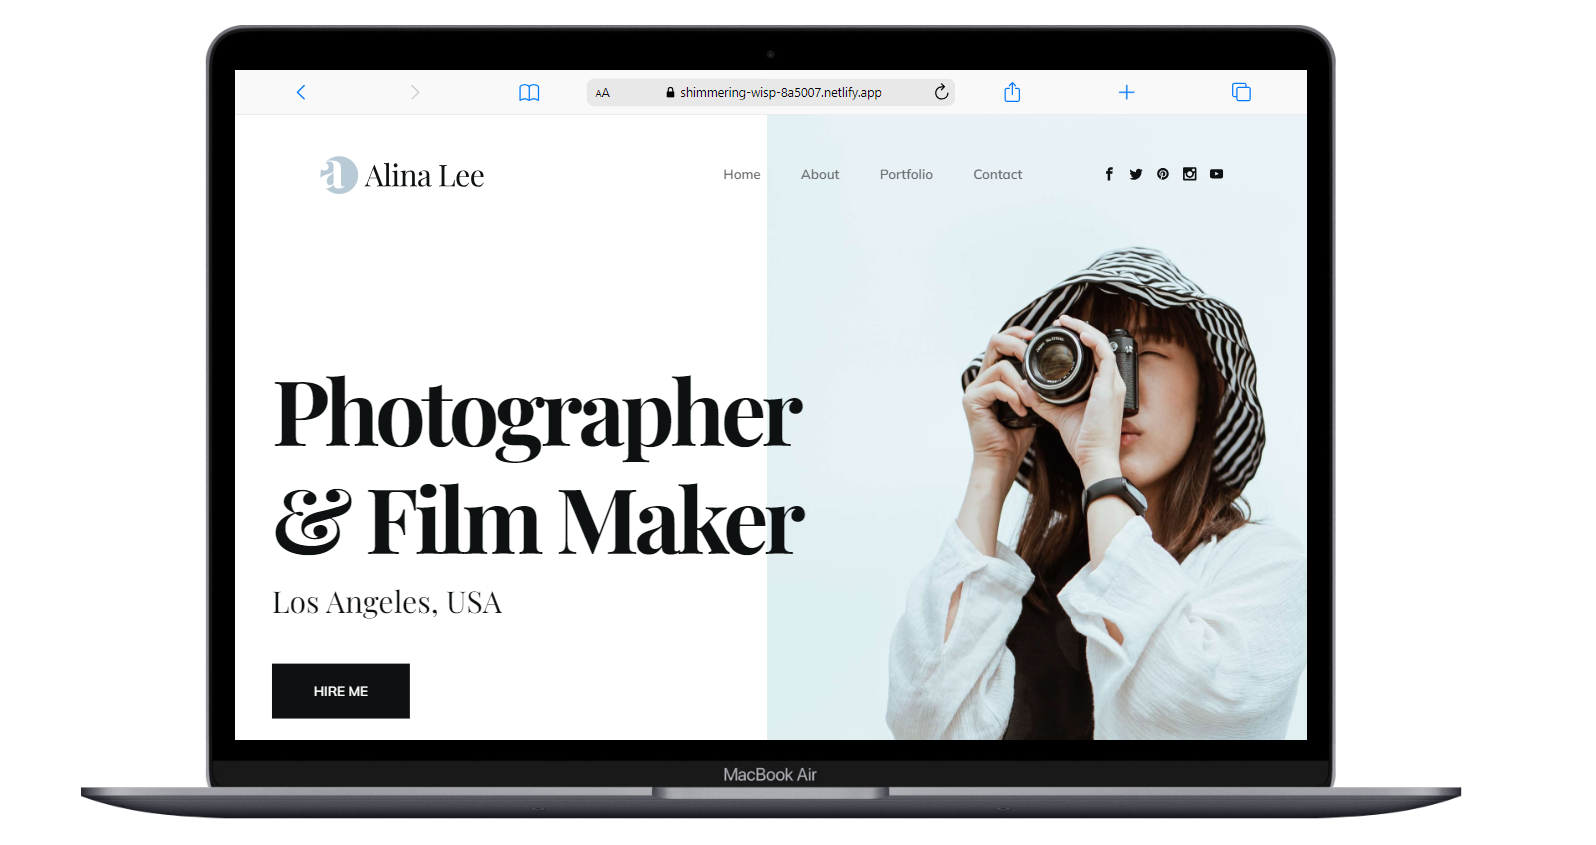 AA shimmering-wisp-8a5007.netlify.app
a Alina Lee
Home About Portfolio Contact
Photographer
& Film Maker
Los Angeles, USA
HIRE ME
MacBook Air